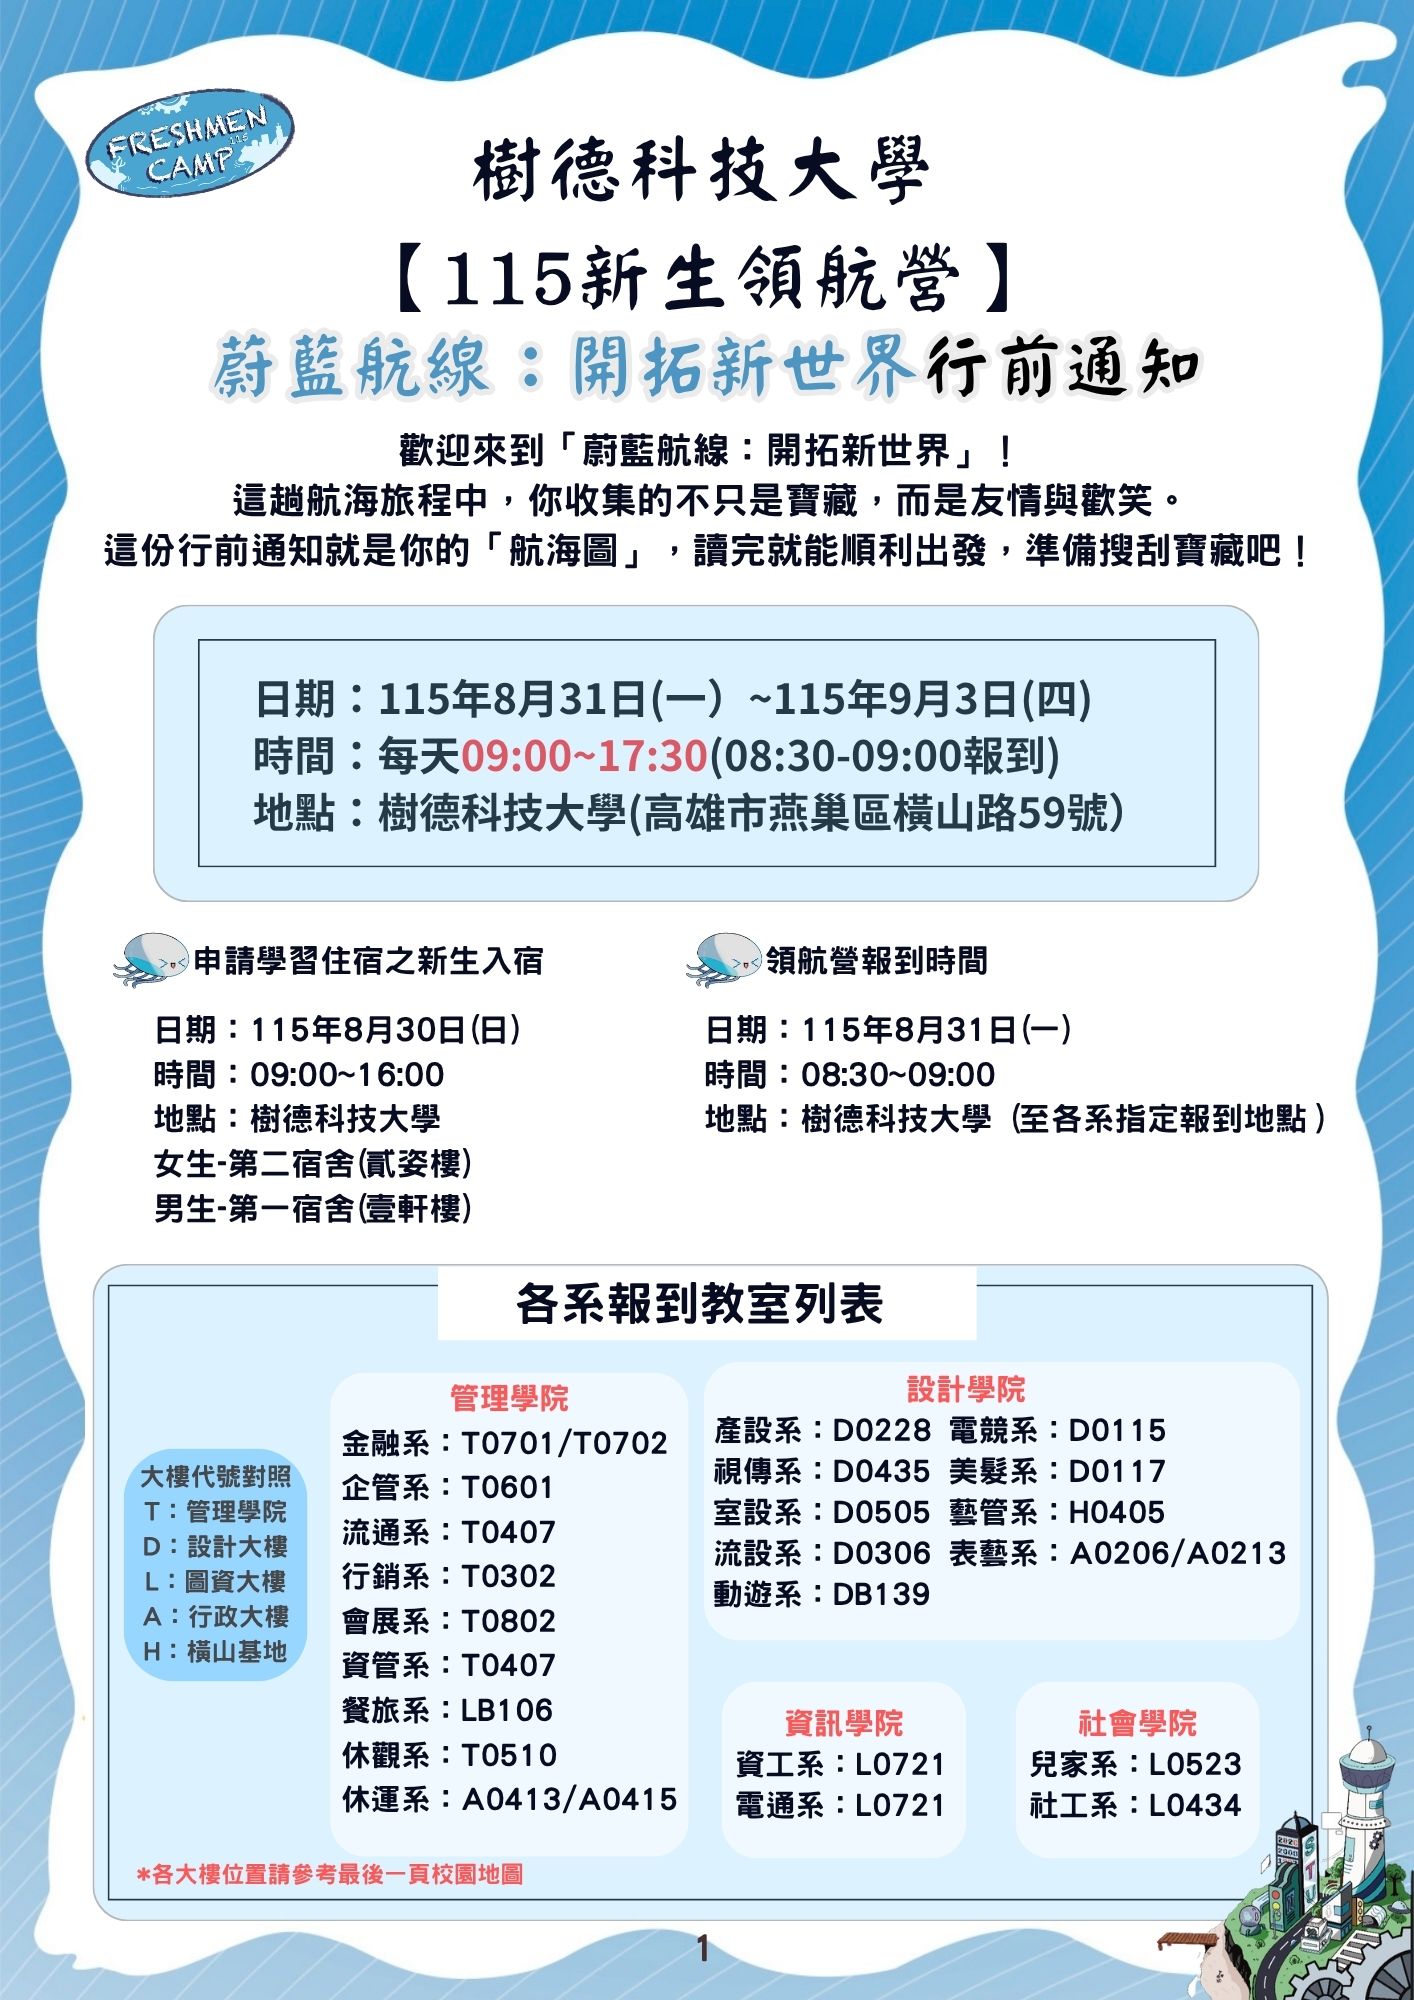 FRESHMEN
115
CAMP
樹德科技大學
【115新生領航營】
蔚藍航線：開拓新世界行前通知
歡迎來到「蔚藍航線：開拓新世界」！
這趟航海旅程中，你收集的不只是寶藏，而是友情與歡笑。
這份行前通知就是你的「航海圖」，讀完就能順利出發，準備搜刮寶藏吧！
日期：115年8月31日(一）~115年9月3日(四)
時間：每天09:00~17:30(08:30-09:00報到)
地點：樹德科技大學(高雄市燕巢區橫山路59號）
申請學習住宿之新生入宿
日期：115年8月30日(日)
時間：09:00~16:00
地點：樹德科技大學
女生-第二宿舍(貳姿樓)
男生-第一宿舍(壹軒樓)
領航營報到時間
日期：115年8月31日(一)
時間：08:30~09:00
地點：樹德科技大學 (至各系指定報到地點)
各系報到教室列表
大樓代號對照
T：管理學院
D：設計大樓
L：圖資大樓
A：行政大樓
H：橫山基地
管理學院
金融系：T0701/T0702
企管系：T0601
流通系：T0407
行銷系：T0302
會展系：T0802
資管系：T0407
餐旅系：LB106
休觀系：T0510
休運系：A0413/A0415
設計學院
產設系：D0228 電競系：D0115
視傳系：D0435 美髮系：D0117
室設系：D0505 藝管系：H0405
流設系：D0306 表藝系：A0206/A0213
動遊系：DB139
資訊學院
資工系：L0721
電通系：L0721
社會學院
兒家系：L0523
社工系：L0434
*各大樓位置請參考最後一頁校園地圖
STU
1